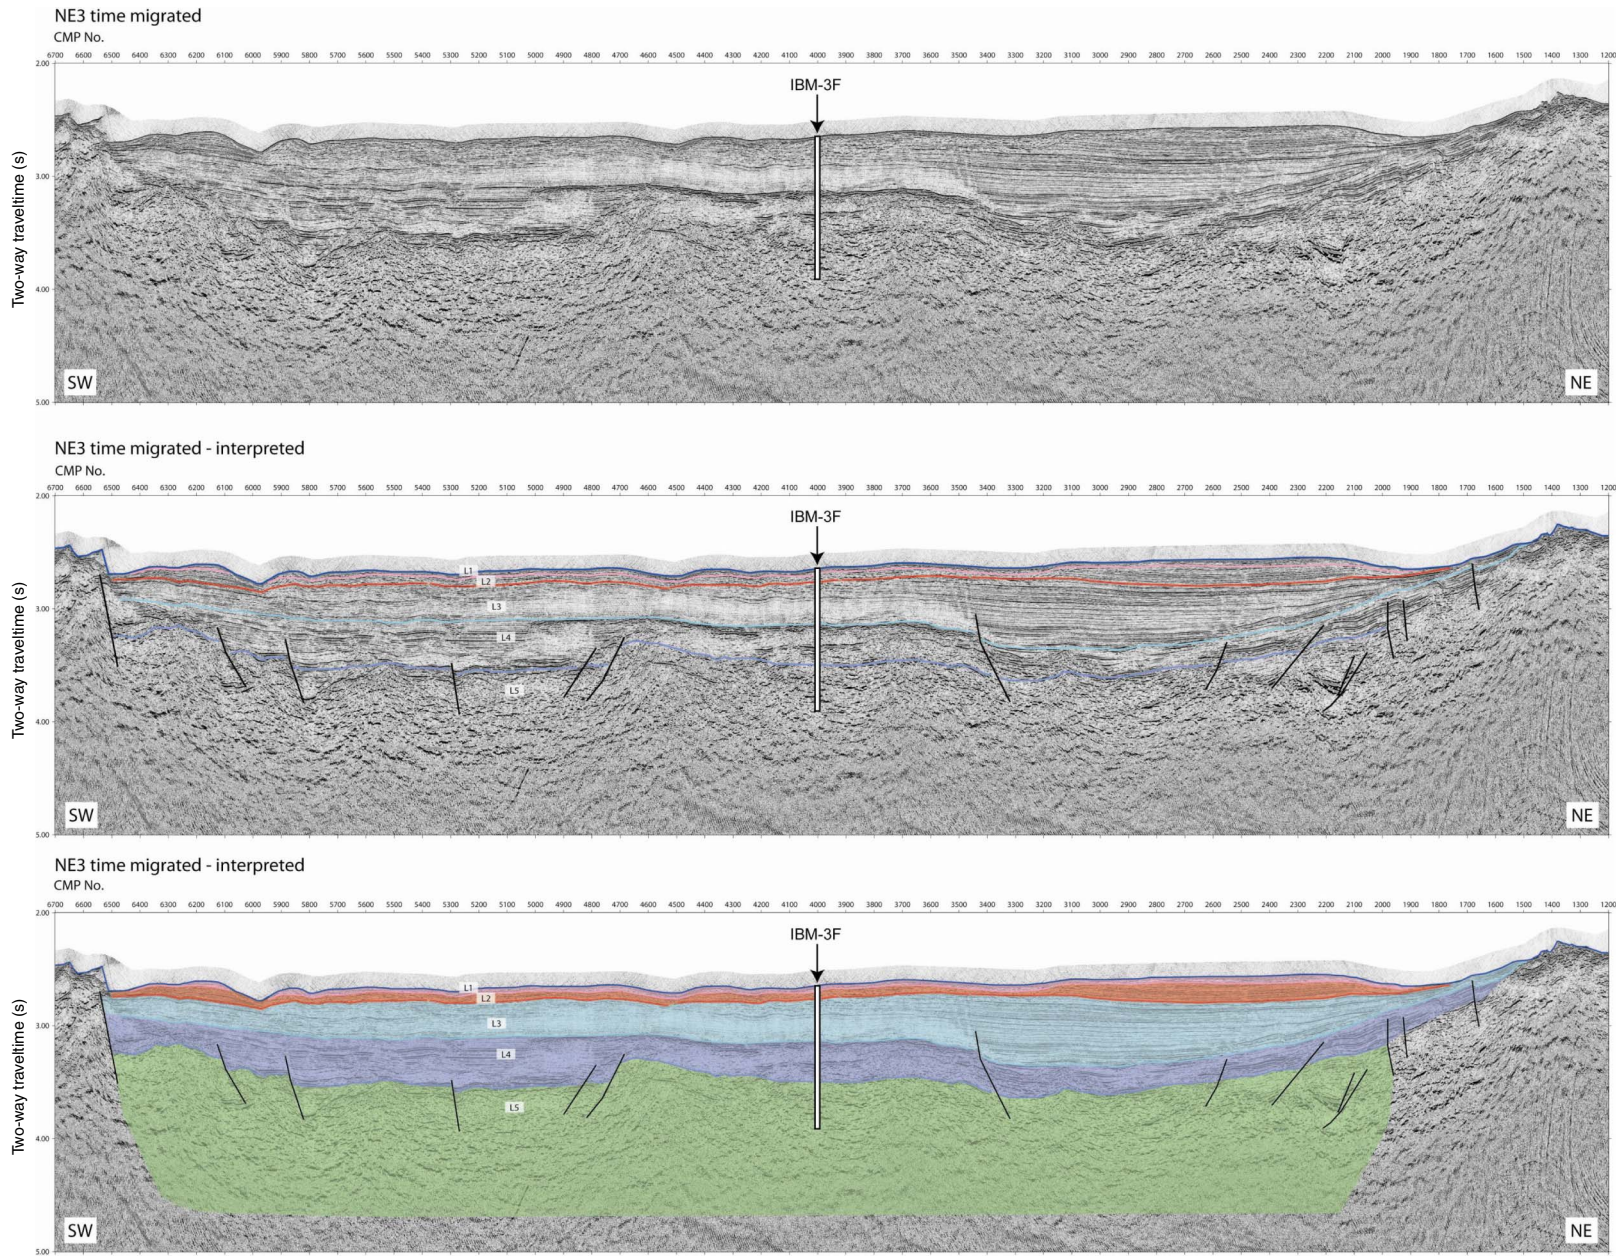 NE3 time migrated
CMP No.
6700 6600 6500 6400 6300 6200 6100 6000 5900 5800 5700 5600 5500 5400 5300 5200 5100 5000 4900 4800 4700 4600 4500 4400 4300 4200 4100 4000 3900 3800 3700 3600 3500 3400 3300 3200 3100 3000 2900 2800 2700 2600 2500 2400 2300 2200 2100 2000 1900 1800 1700 1600 1500 1400 1300 1200
2.00
IBM-3F
3.00
Two-way traveltime (s)
4.00
SW
NE
5.00
NE3 time migrated - interpreted
CMP No.
6700 6600 6500 6400 6300 6200 6100 6000 5900 5800 5700 5600 5500 5400 5300 5200 5100 5000 4900 4800 4700 4600 4500 4400 4300 4200 4100 4000 3900 3800 3700 3600 3500 3400 3300 3200 3100 3000 2900 2800 2700 2600 2500 2400 2300 2200 2100 2000 1900 1800 1700 1600 1500 1400 1300 1200
2.00
IBM-3F
L1
L2
L3
3.00
L4
L5
Two-way traveltime (s)
4.00
SW
NE
5.00
NE3 time migrated - interpreted
CMP No.
6700 6600 6500 6400 6300 6200 6100 6000 5900 5800 5700 5600 5500 5400 5300 5200 5100 5000 4900 4800 4700 4600 4500 4400 4300 4200 4100 4000 3900 3800 3700 3600 3500 3400 3300 3200 3100 3000 2900 2800 2700 2600 2500 2400 2300 2200 2100 2000 1900 1800 1700 1600 1500 1400 1300 1200
2.00
IBM-3F
L1
L2
L3
3.00
L4
L5
Two-way traveltime (s)
4.00
SW
NE
5.00